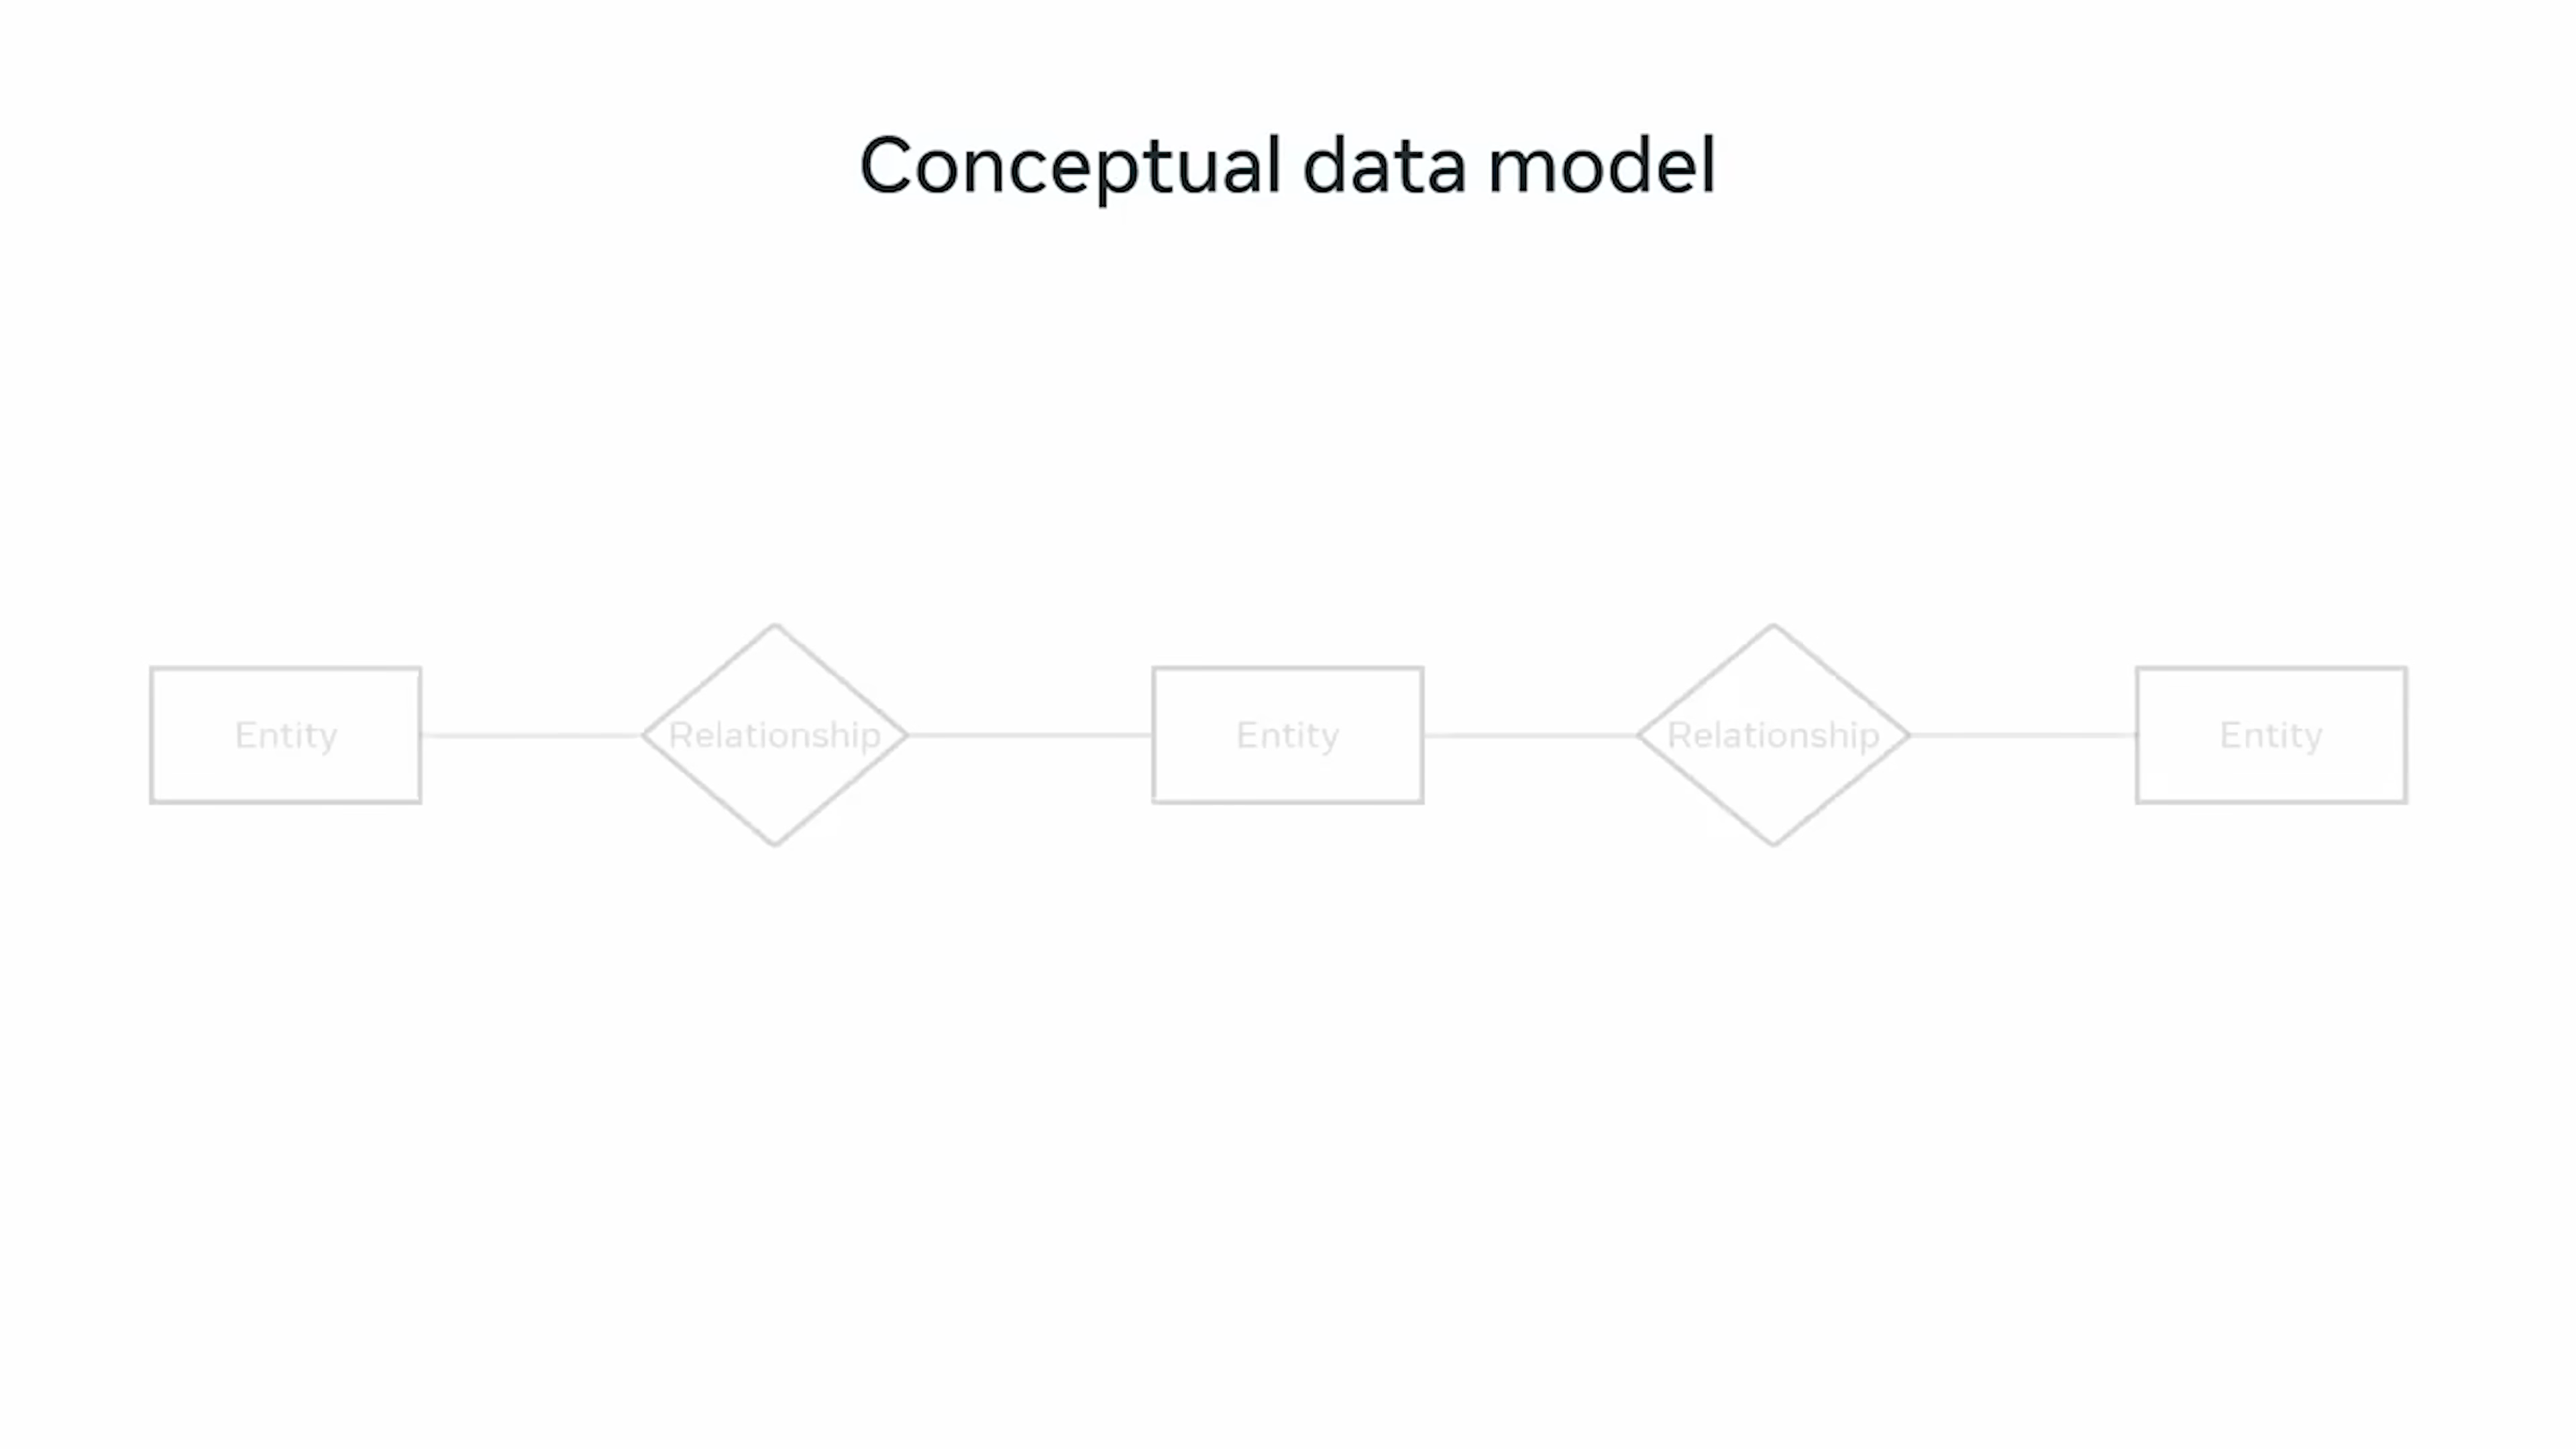 Conceptual data model
Entity
Relationship
Entity
Relationship
Entity